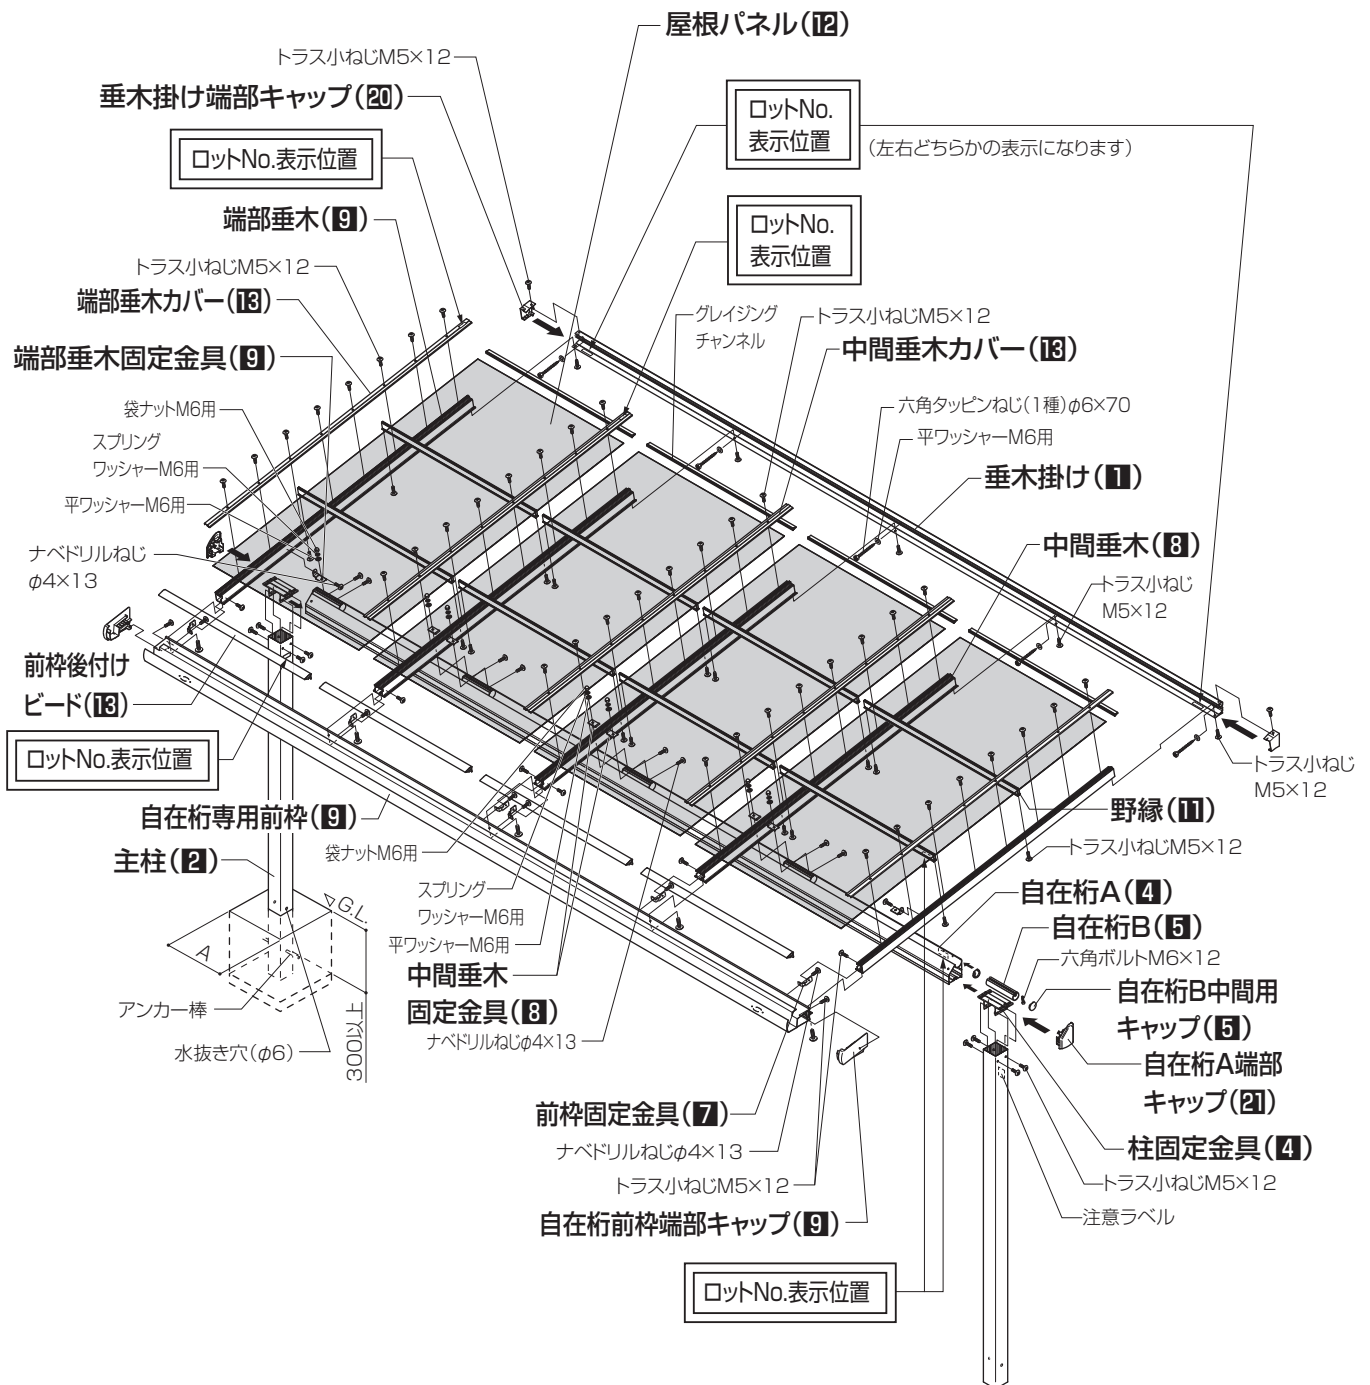 屋根パネル(12)
トラス小ねじM5×12
垂木掛け端部キャップ(20)
ロットNo.
表示位置
(左右どちらかの表示になります)
ロットNo.表示位置
端部垂木(9)
ロットNo.
表示位置
トラス小ねじM5×12
端部垂木カバー(13)
グレイジング
チャンネル
トラス小ねじM5×12
中間垂木カバー(13)
端部垂木固定金具(9)
袋ナットM6用
六角タッピンねじ(1種)φ6×70
スプリング
ワッシャーM6用
平ワッシャーM6用
垂木掛け(1)
平ワッシャーM6用
中間垂木(8)
ナベドリルねじ
φ4×13
トラス小ねじ
M5×12
前枠後付け
ビード(13)
ロットNo.表示位置
トラス小ねじ
M5×12
自在桁専用前枠(9)
野縁(11)
袋ナットM6用
トラス小ねじM5×12
主柱(2)
スプリング
ワッシャーM6用
平ワッシャーM6用
自在桁A(4)
自在桁B(5)
六角ボルトM6×12
G.L.
A
中間垂木
固定金具(8)
ナベドリルねじφ4×13
自在桁B中間用
キャップ(5)
アンカー棒
水抜き穴(φ6)
300以上
自在桁A端部
キャップ(21)
前枠固定金具(7)
ナベドリルねじφ4×13
柱固定金具(4)
トラス小ねじM5×12
トラス小ねじM5×12
注意ラベル
自在桁前枠端部キャップ(9)
ロットNo.表示位置